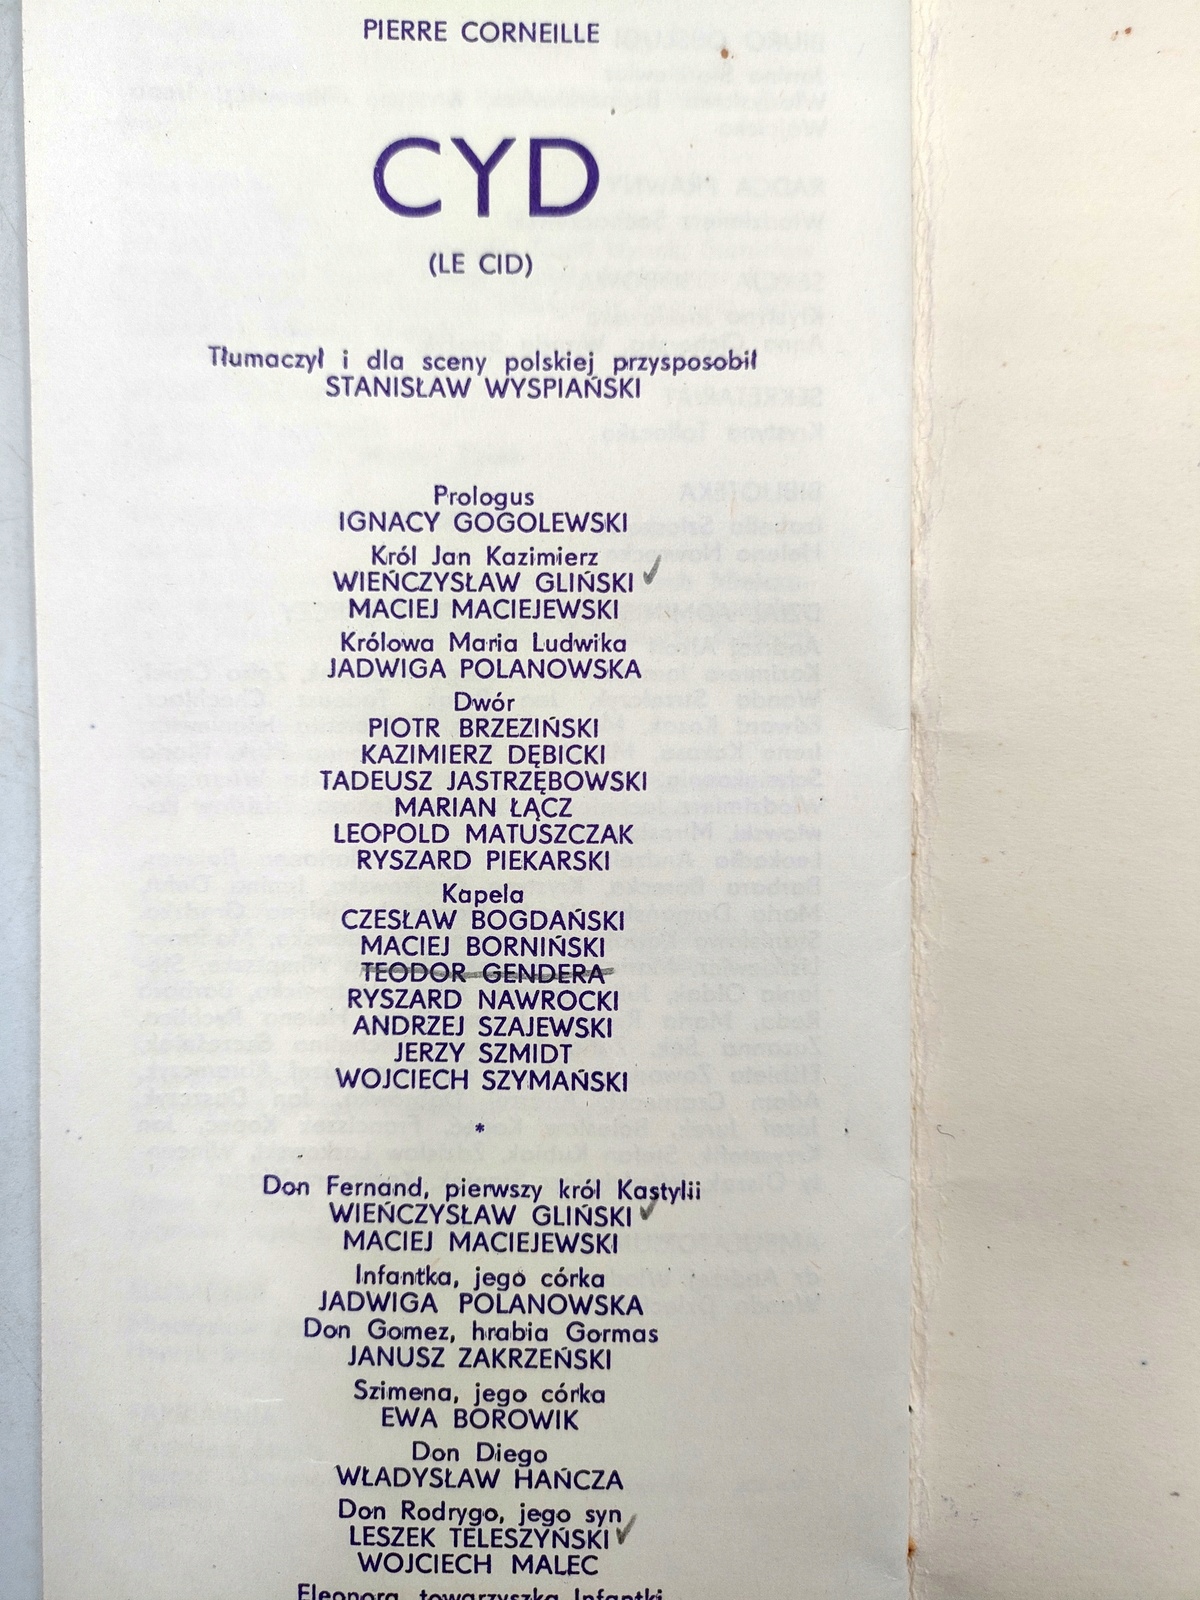 PIERRE CORNEILLE
CYD
(LE CID)
Tłumaczył i dla sceny polskiej przysposobił
STANISŁAW WYSPIAŃSKI
Prologus
IGNACY GOGOLEWSKI
Król Jan Kazimierz
WIEŃCZYSŁAW GLIŃSKI
MACIEJ MACIEJEWSKI
Królowa Maria Ludwika
JADWIGA POLANOWSKA
Dwór
PIOTR BRZEZIŃSKI
KAZIMIERZ DĘBICKI
TADEUSZ JASTRZĘBOWSKI
MARIAN ŁĄCZ
LEOPOLD MATUSZCZAK
RYSZARD PIEKARSKI
Kapela
CZESŁAW BOGDAŃSKI
MACIEJ BORNIŃSKI
TEODOR GENDERA
RYSZARD NAWROCKI
ANDRZEJ SZAJEWSKI
JERZY SZMIDT
WOJCIECH SZYMAŃSKI
*
Don Fernand, pierwszy król Kastylii
WIEŃCZYSŁAW GLIŃSKI
MACIEJ MACIEJEWSKI
Infantka, jego córka
JADWIGA POLANOWSKA
Don Gomez, hrabia Gormas
JANUSZ ZAKRZEŃSKI
Szimena, jego córka
EWA BOROWIK
Don Diego
WŁADYSŁAW HAŃCZA
Don Rodrygo, jego syn
LESZEK TELESZYŃSKI
WOJCIECH MALEC
Eleonora, towarzyszka Infantki